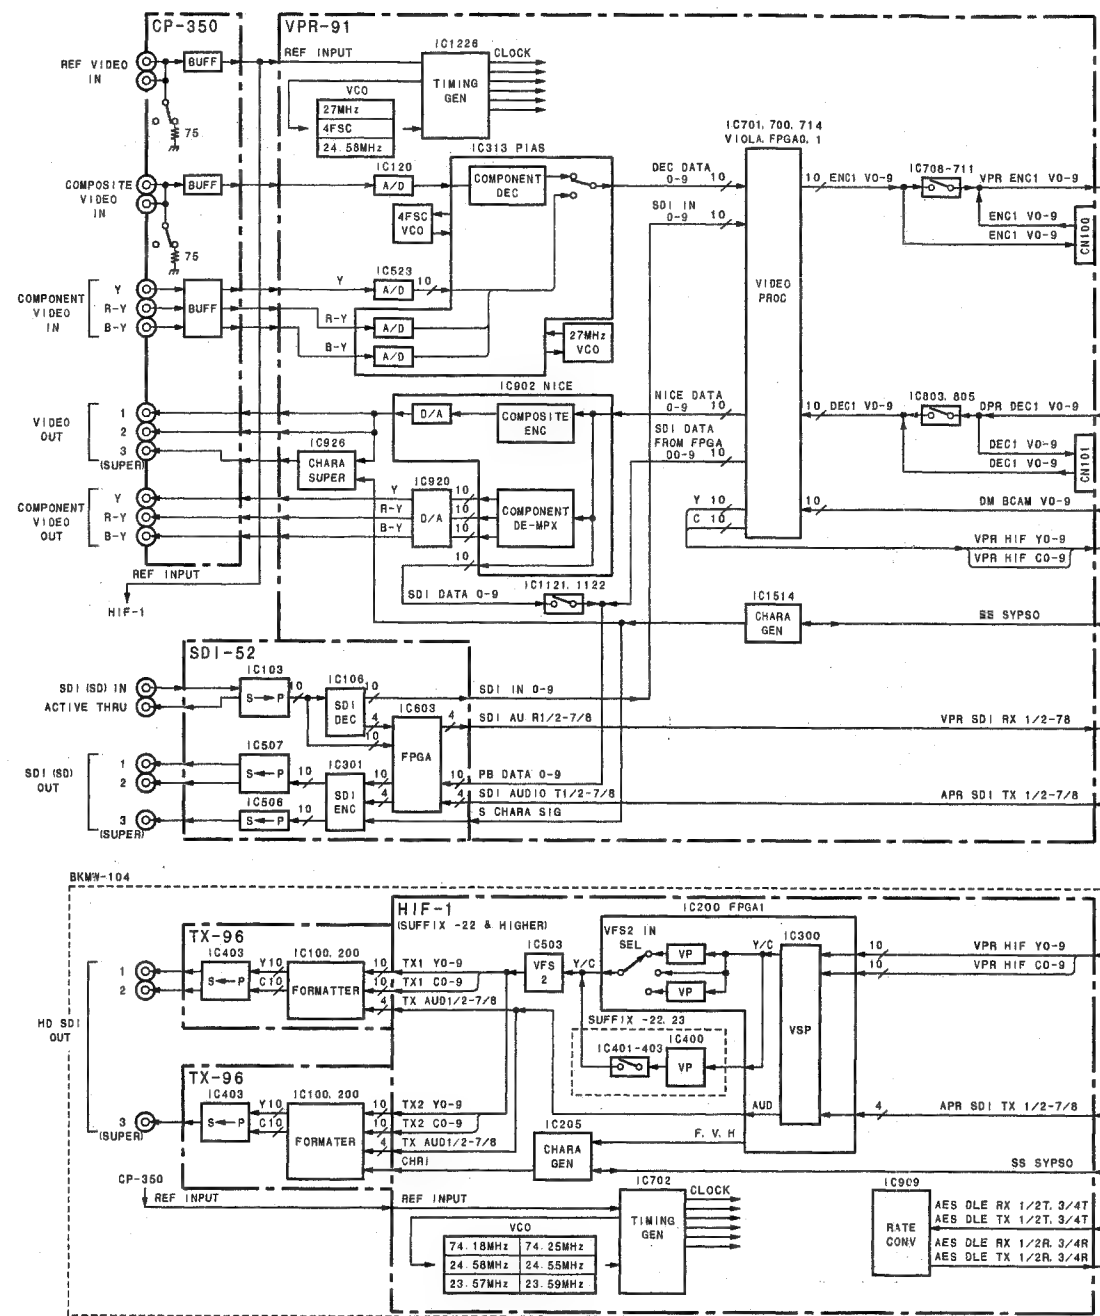 CP-350
VPR-91
REF VIDEO
IN
BUFF
REF INPUT
IC1226
TIMING
GEN
CLOCK
VCO
27MHz
4FSC
24.58MHz
75
IC701, 700, 714
VIOLA, FPGA0, 1
COMPOSITE
VIDEO
IN
BUFF
75
IC120
A/D
IC313 PIAS
COMPONENT
DEC
4FSC
VCO
DEC DATA
0-9
10
SDI IN
0-9
10
VIDEO
PROC
10
ENC1 V0-9
IC708-711
VPR ENC1 V0-9
ENC1 V0-9
ENC1 V0-9
CN100
COMPONENT
VIDEO
IN
Y
R-Y
B-Y
BUFF
Y
IC523
A/D
10
R-Y
A/D
B-Y
A/D
27MHz
VCO
VIDEO
OUT
1
2
3
(SUPER)
IC902 NICE
D/A
COMPOSITE
ENC
IC926
CHARA
SUPER
NICE DATA
0-9
10
SDI DATA
FROM FPGA
D0-9
10
10
DEC1 V0-9
IC803, 805
DPR DEC1 V0-9
DEC1 V0-9
DEC1 V0-9
CN101
COMPONENT
VIDEO
OUT
Y
R-Y
B-Y
Y
R-Y
B-Y
IC920
D/A
10
10
10
COMPONENT
DE-MPX
10
Y 10
C 10
10
DM BCAM V0-9
VPR HIF Y0-9
VPR HIF C0-9
REF INPUT
HIF-1
SDI DATA 0-9
IC1121, 1122
IC1514
CHARA
GEN
SS SYPSO
SDI-52
SDI (SD) IN
ACTIVE THRU
IC103
S→P
10
IC106
SDI
DEC
10
4
10
IC603
FPGA
SDI IN 0-9
4
SDI AU R1/2-7/8
VPR SDI RX 1/2-78
SDI (SD)
OUT
1
2
3
(SUPER)
IC507
S←P
10
IC506
S←P
10
IC301
SDI
ENC
10
4
10
PB DATA 0-9
4
SDI AUDIO T1/2-7/8
APR SDI TX 1/2-7/8
S CHARA SIG
BKMW-104
HIF-1
(SUFFIX -22 & HIGHER)
IC200 FPGA1
TX-96
HD SDI
OUT
1
2
IC403
S←P
Y10
C10
IC100, 200
FORMATTER
10
10
4
TX1 Y0-9
TX1 C0-9
TX AUD1/2-7/8
IC503
VFS
2
Y/C
VFS2 IN
SEL
VP
VP
Y/C
IC300
VSP
10
VPR HIF Y0-9
10
VPR HIF C0-9
SUFFIX -22, 23
IC401-403
IC400
VP
TX-96
3
(SUPER)
IC403
S←P
Y10
C10
IC100, 200
FORMATER
10
10
4
TX2 Y0-9
TX2 C0-9
TX AUD1/2-7/8
CHRI
AUD
4
APR SDI TX 1/2-7/8
F. V. H
IC205
CHARA
GEN
SS SYPSO
CP-350
REF INPUT
REF INPUT
IC702
TIMING
GEN
CLOCK
VCO
74.18MHz 74.25MHz
24.58MHz 24.55MHz
23.57MHz 23.59MHz
IC909
RATE
CONV
AES DLE RX 1/2T, 3/4T
AES DLE TX 1/2T, 3/4T
AES DLE RX 1/2R, 3/4R
AES DLE TX 1/2R, 3/4R